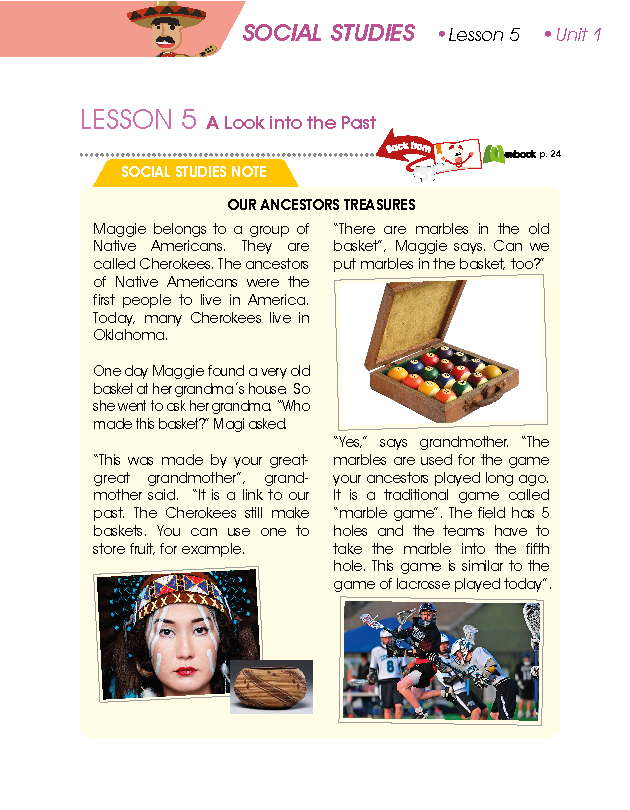 SOCIAL STUDIES • Lesson 5 • Unit 1
LESSON 5 A Look into the Past
Back from
book p. 24
SOCIAL STUDIES NOTE
OUR ANCESTORS TREASURES
Maggie belongs to a group of
Native Americans. They are
called Cherokees. The ancestors
of Native Americans were the
first people to live in America.
Today, many Cherokees live in
Oklahoma.
One day Maggie found a very old
basket at her grandma´s house. So
she went to ask her grandma. “Who
made this basket?” Magi asked.
“This was made by your great-
great grandmother”, grand-
mother said. “It is a link to our
past. The Cherokees still make
baskets. You can use one to
store fruit, for example.
“There are marbles in the old
basket”, Maggie says. Can we
put marbles in the basket, too?”
“Yes,” says grandmother. “The
marbles are used for the game
your ancestors played long ago.
It is a traditional game called
“marble game”. The field has 5
holes and the teams have to
take the marble into the fifth
hole. This game is similar to the
game of lacrosse played today”.